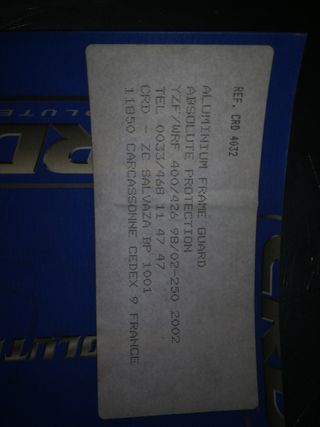 REF. CRD 4032
ALUMINIUM FRAME GUARD
ABSOLUTE PROTECTION
YZF/WRF 400/426 98/02-250 2002
TEL 0033/468 11 47 47
CRD - ZC SALVAZA BP 1001
11850 CARCASSONNE CEDEX 9 FRANCE
CRD